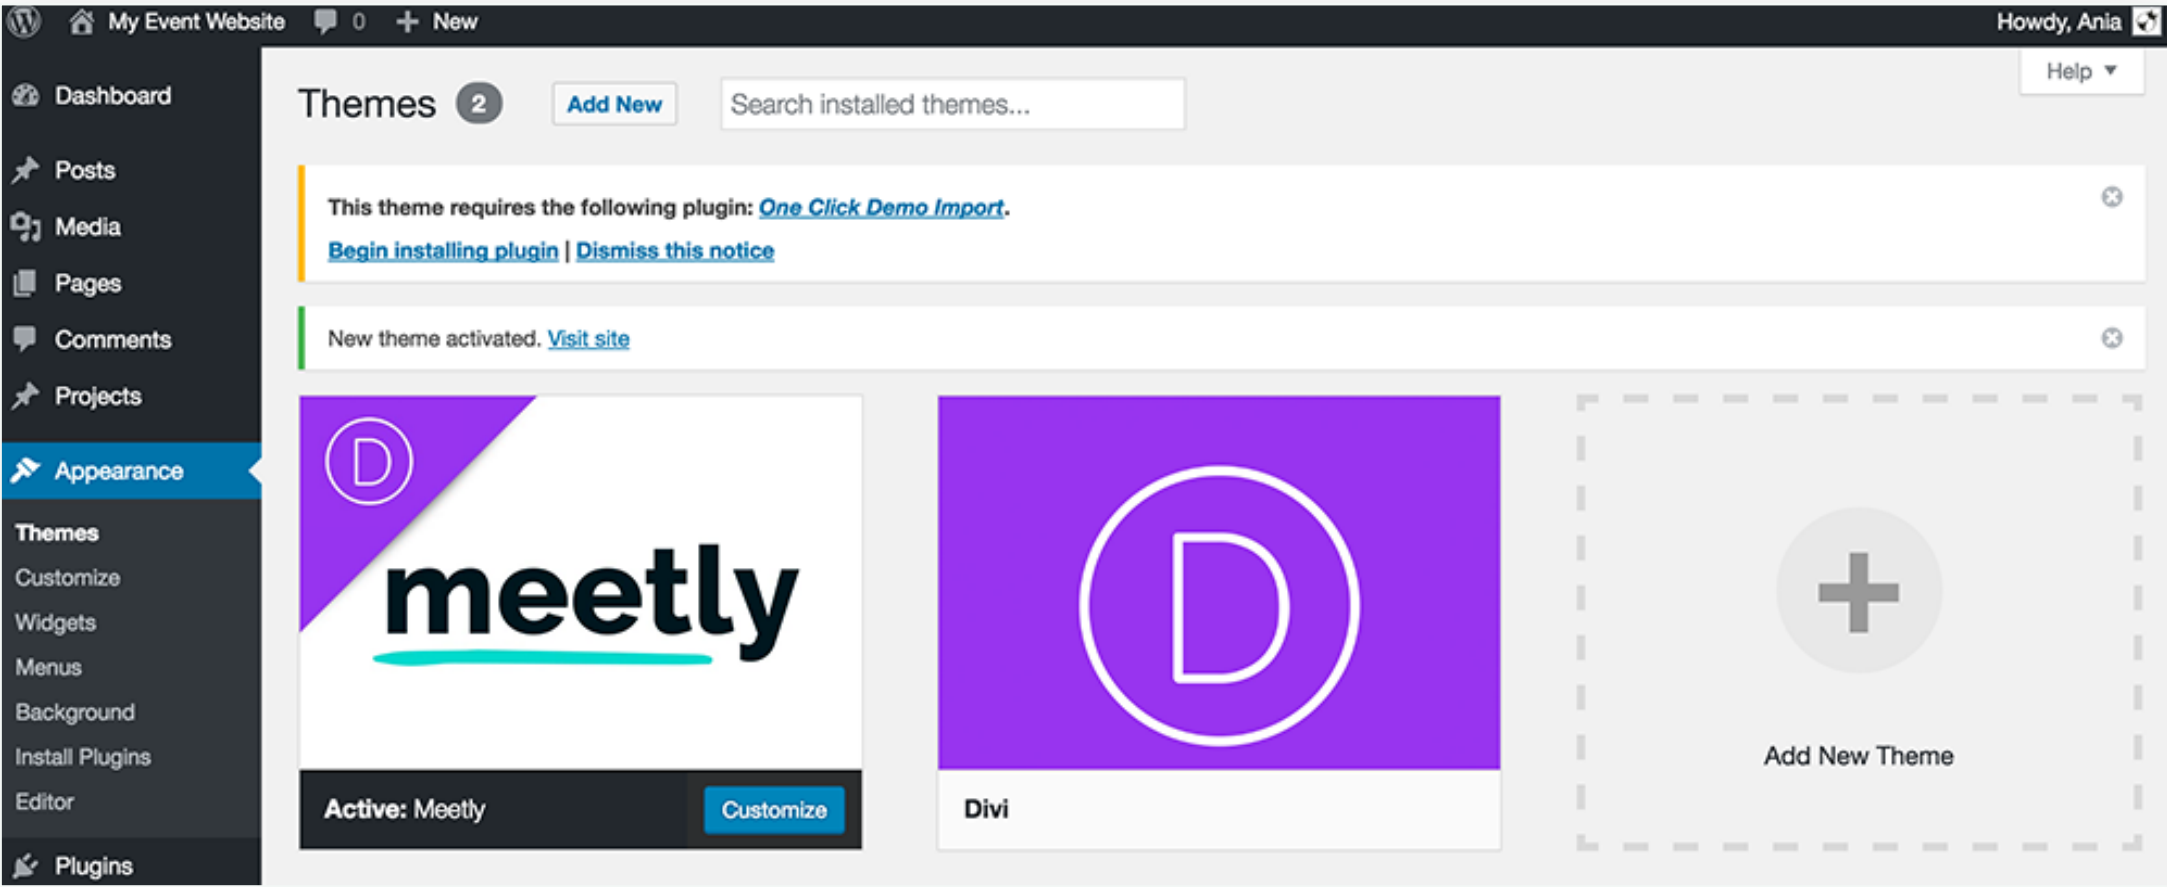 My Event Website 0 New Howdy, Ania
Help
Dashboard
Posts
Media
Pages
Comments
Projects
Appearance
Themes
Customize
Widgets
Menus
Background
Install Plugins
Editor
Plugins
Themes 2 Add New Search installed themes...
This theme requires the following plugin: One Click Demo Import.
Begin installing plugin | Dismiss this notice
New theme activated. Visit site
D
meetly
Active: Meetly Customize
D
Divi
Add New Theme